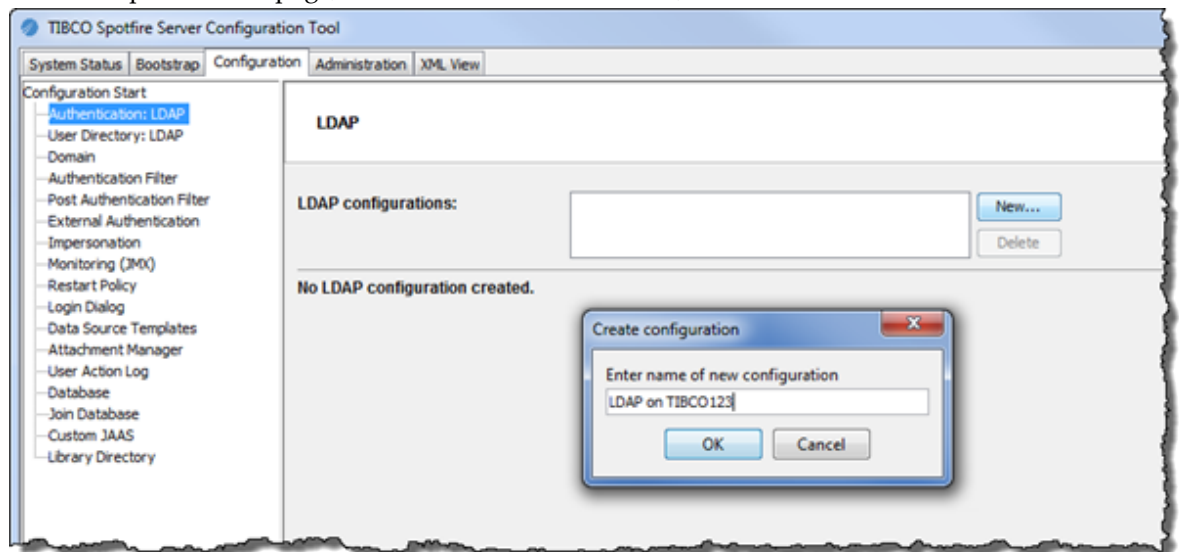 TIBCO Spotfire Server Configuration Tool
System Status Bootstrap Configuration Administration XML View
Configuration Start
Authentication: LDAP
User Directory: LDAP
Domain
Authentication Filter
Post Authentication Filter
External Authentication
Impersonation
Monitoring (JMX)
Restart Policy
Login Dialog
Data Source Templates
Attachment Manager
User Action Log
Database
Join Database
Custom JAAS
Library Directory
LDAP
LDAP configurations:
New...
Delete
No LDAP configuration created.
Create configuration
Enter name of new configuration
LDAP on TIBCO123
OK Cancel